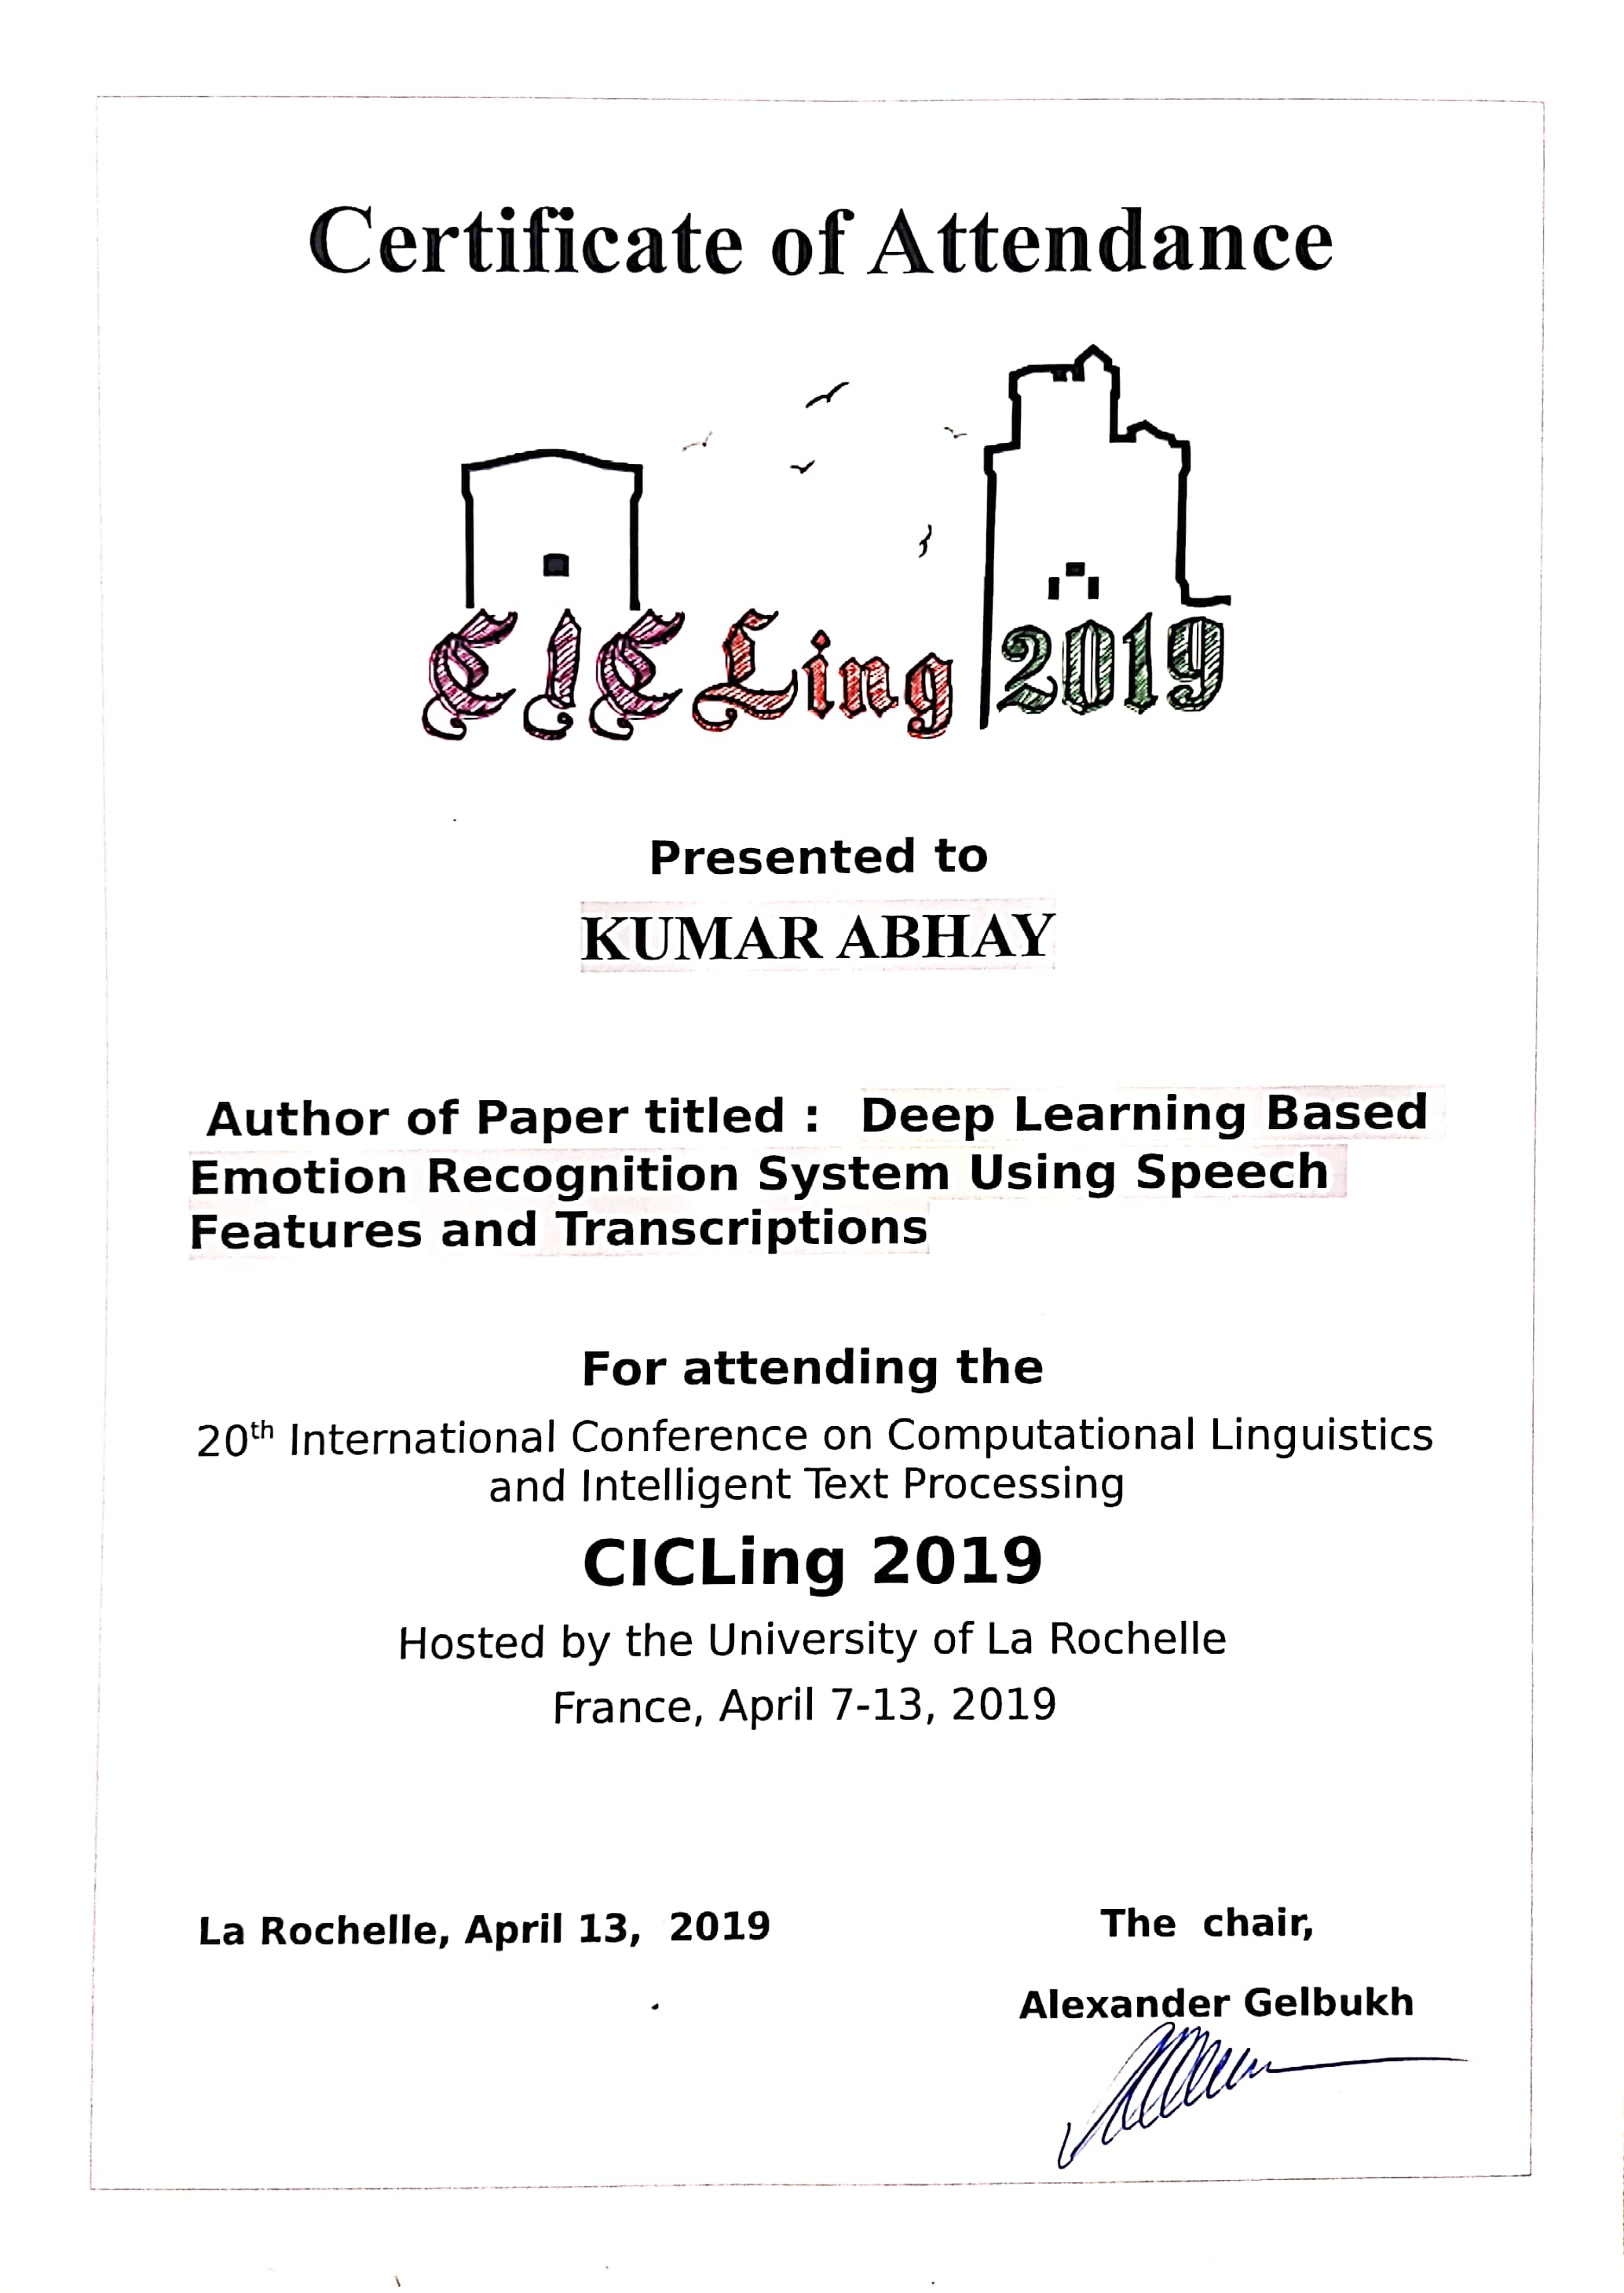 Certificate of Attendance
CICLing 2019
Presented to
KUMAR ABHAY
Author of Paper titled : Deep Learning Based
Emotion Recognition System Using Speech
Features and Transcriptions
For attending the
20th International Conference on Computational Linguistics
and Intelligent Text Processing
CICLing 2019
Hosted by the University of La Rochelle
France, April 7-13, 2019
La Rochelle, April 13, 2019
The chair,
Alexander Gelbukh